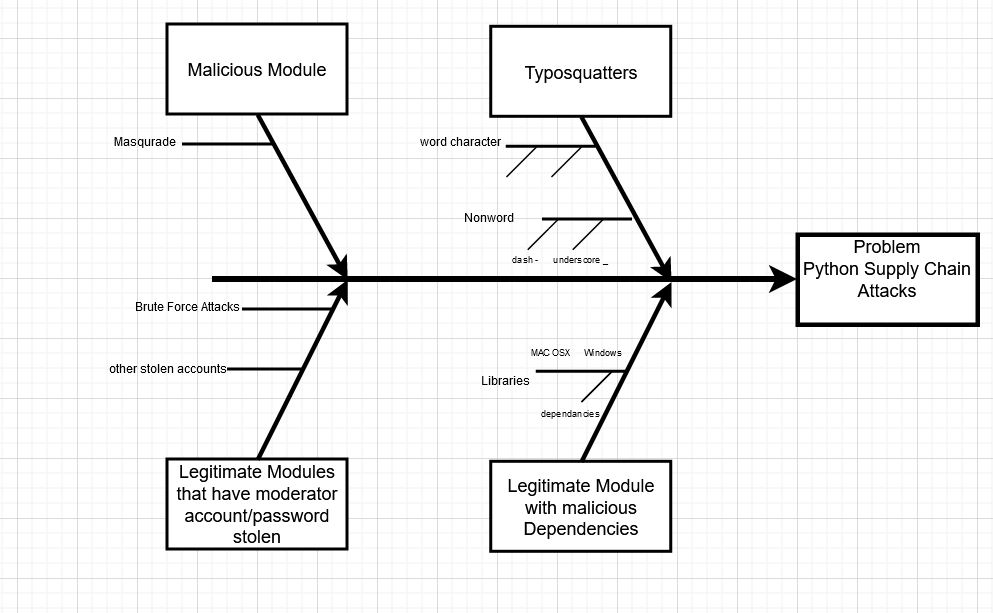 Malicious Module
Typosquatters
Masqurade
word character
Nonword
dash -
underscore _
Problem
Python Supply Chain
Attacks
Brute Force Attacks
other stolen accounts
MAC OSX
Windows
Libraries
dependancies
Legitimate Modules
that have moderator
account/password
stolen
Legitimate Module
with malicious
Dependencies